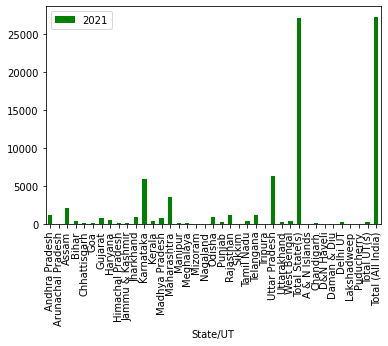 2021
25000
20000
15000
10000
5000
0
Andhra Pradesh
Arunachal Pradesh
Assam
Bihar
Chhattisgarh
Goa
Gujarat
Haryana
Himachal Pradesh
Jammu & Kashmir
Jharkhand
Karnataka
Kerala
Madhya Pradesh
Maharashtra
Manipur
Meghalaya
Mizoram
Nagaland
Odisha
Punjab
Rajasthan
Sikkim
Tamil Nadu
Telangana
Tripura
Uttar Pradesh
Uttarakhand
West Bengal
Total State(s)
A & N Islands
Chandigarh
D&N Haveli
Daman & Diu
Delhi UT
Lakshadweep
Puducherry
Total UT(s)
Total (All India)
State/UT